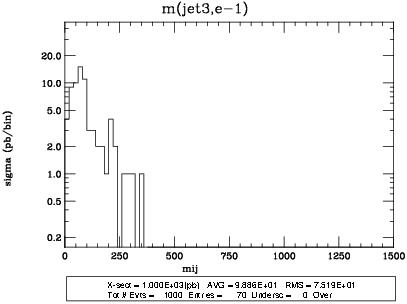 m(jet3,e−1)
sigma (pb/bin)
20.0
10.0
5.0
2.0
1.0
0.5
0.2
0 250 500 750 1000 1250 1500
mij
X-sect = 1.000E+03(pb) AVG = 9.886E+01 RMS = 7.519E+01
Tot # Evts = 1000 Entries = 70 Undersc = 0 Over